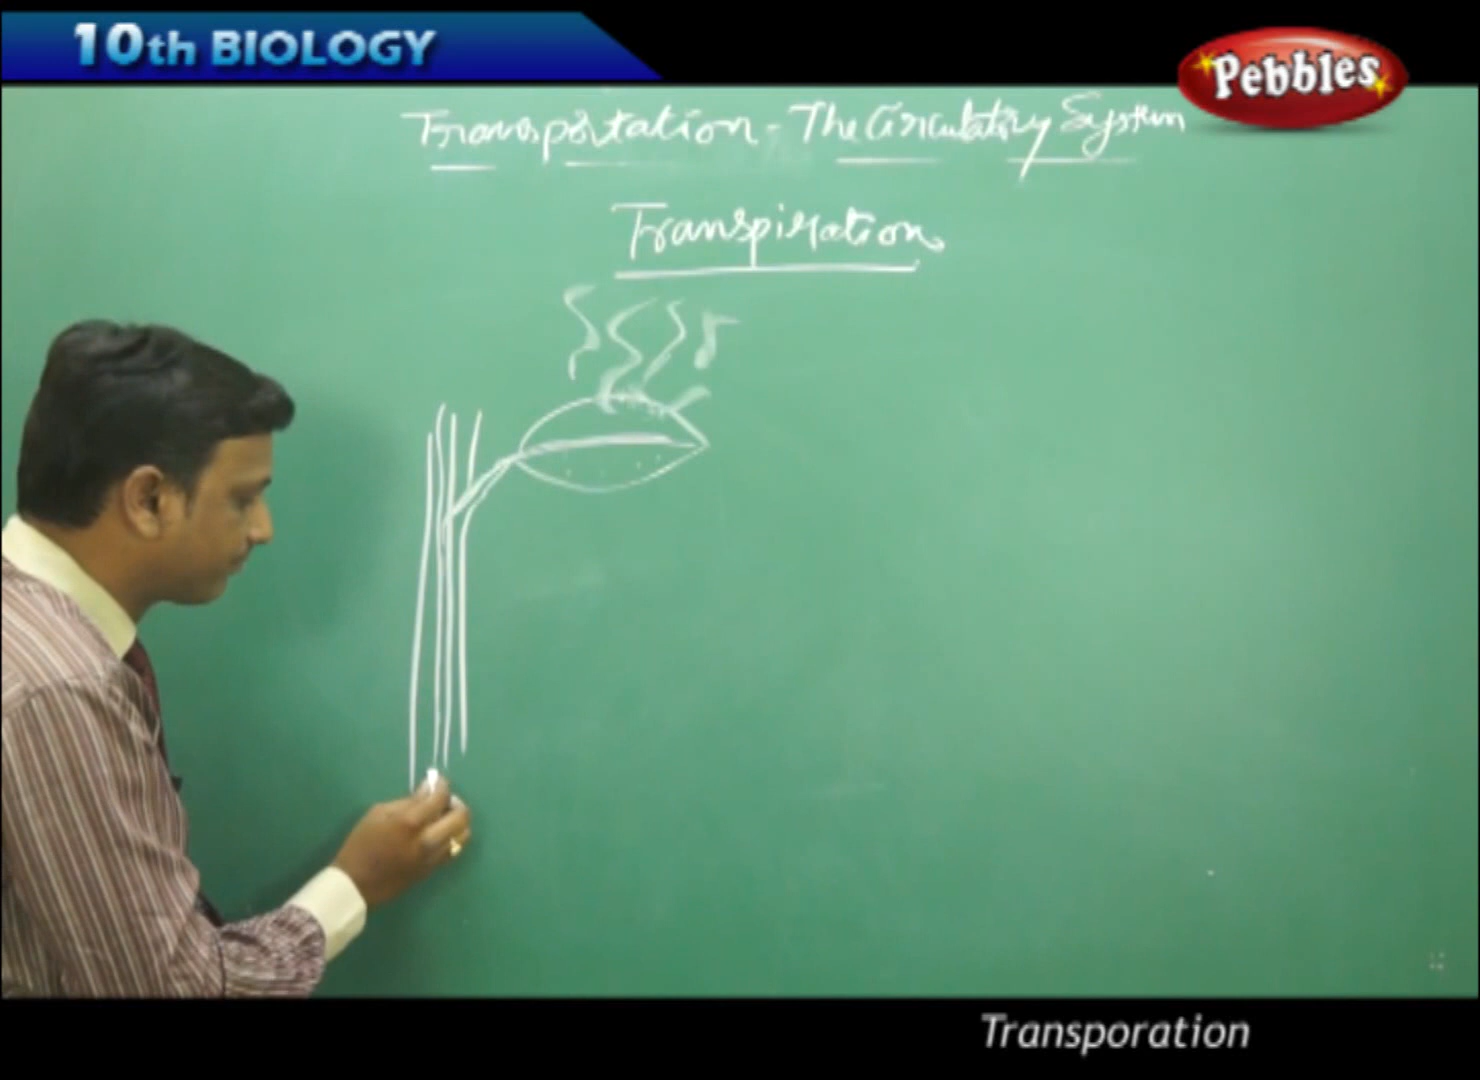 10th BIOLOGY
Pebbles
Transportation - The Circulatory System
Transpiration
Transporation